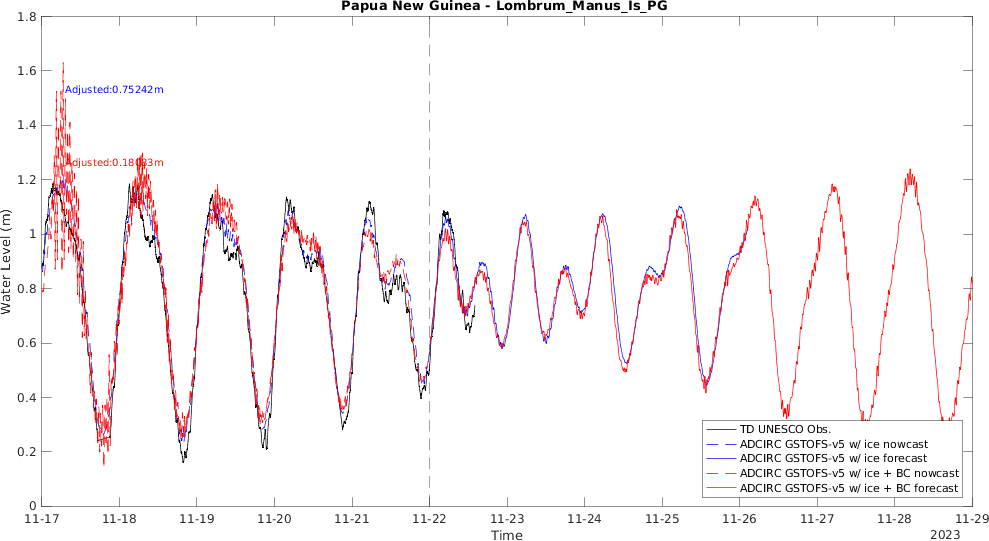 Papua New Guinea - Lombrum_Manus_Is_PG
1.8
1.6
1.4
1.2
1
0.8
0.6
0.4
0.2
0
Water Level (m)
Adjusted:0.75242m
TD UNESCO Obs.
ADCIRC GSTOFS-v5 w/ ice nowcast
ADCIRC GSTOFS-v5 w/ ice forecast
ADCIRC GSTOFS-v5 w/ ice + BC nowcast
ADCIRC GSTOFS-v5 w/ ice + BC forecast
11-17 11-18 11-19 11-20 11-21 11-22 11-23 11-24 11-25 11-26 11-27 11-28 11-29
Time
2023